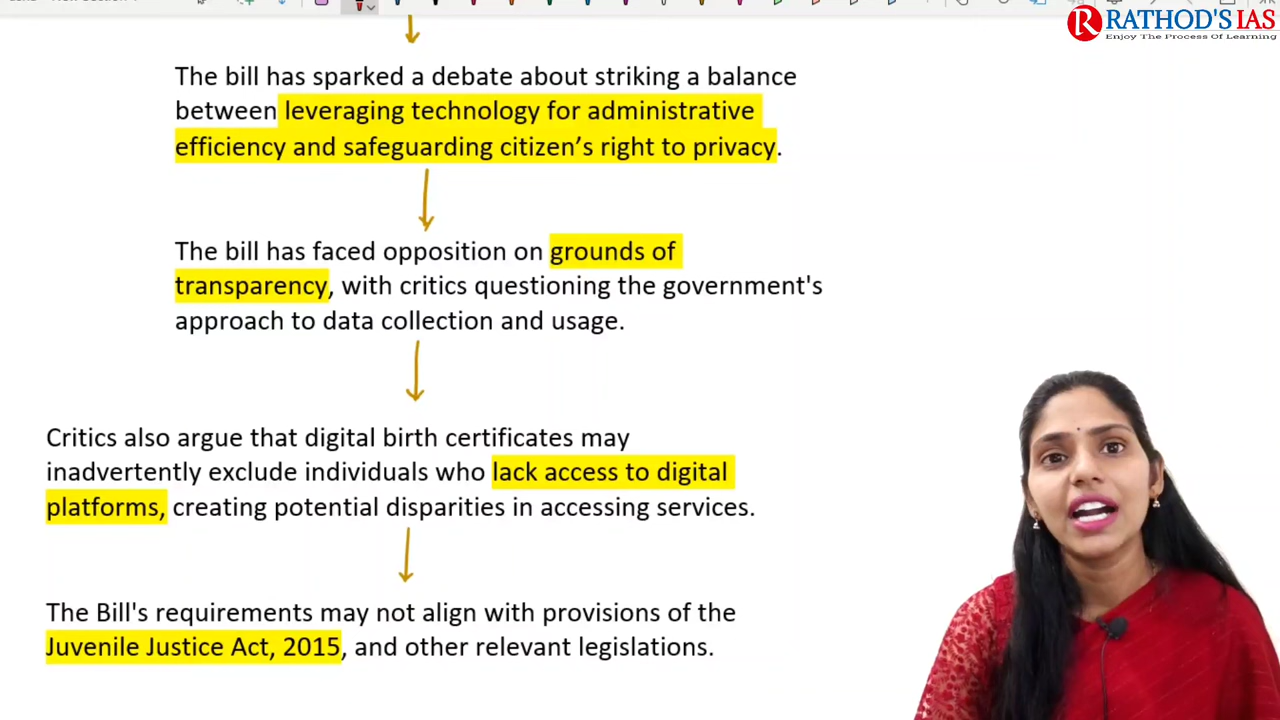 RATHOD'S IAS
Enjoy The Process Of Learning
The bill has sparked a debate about striking a balance
between leveraging technology for administrative
efficiency and safeguarding citizen’s right to privacy.
The bill has faced opposition on grounds of
transparency, with critics questioning the government's
approach to data collection and usage.
Critics also argue that digital birth certificates may
inadvertently exclude individuals who lack access to digital
platforms, creating potential disparities in accessing services.
The Bill's requirements may not align with provisions of the
Juvenile Justice Act, 2015, and other relevant legislations.